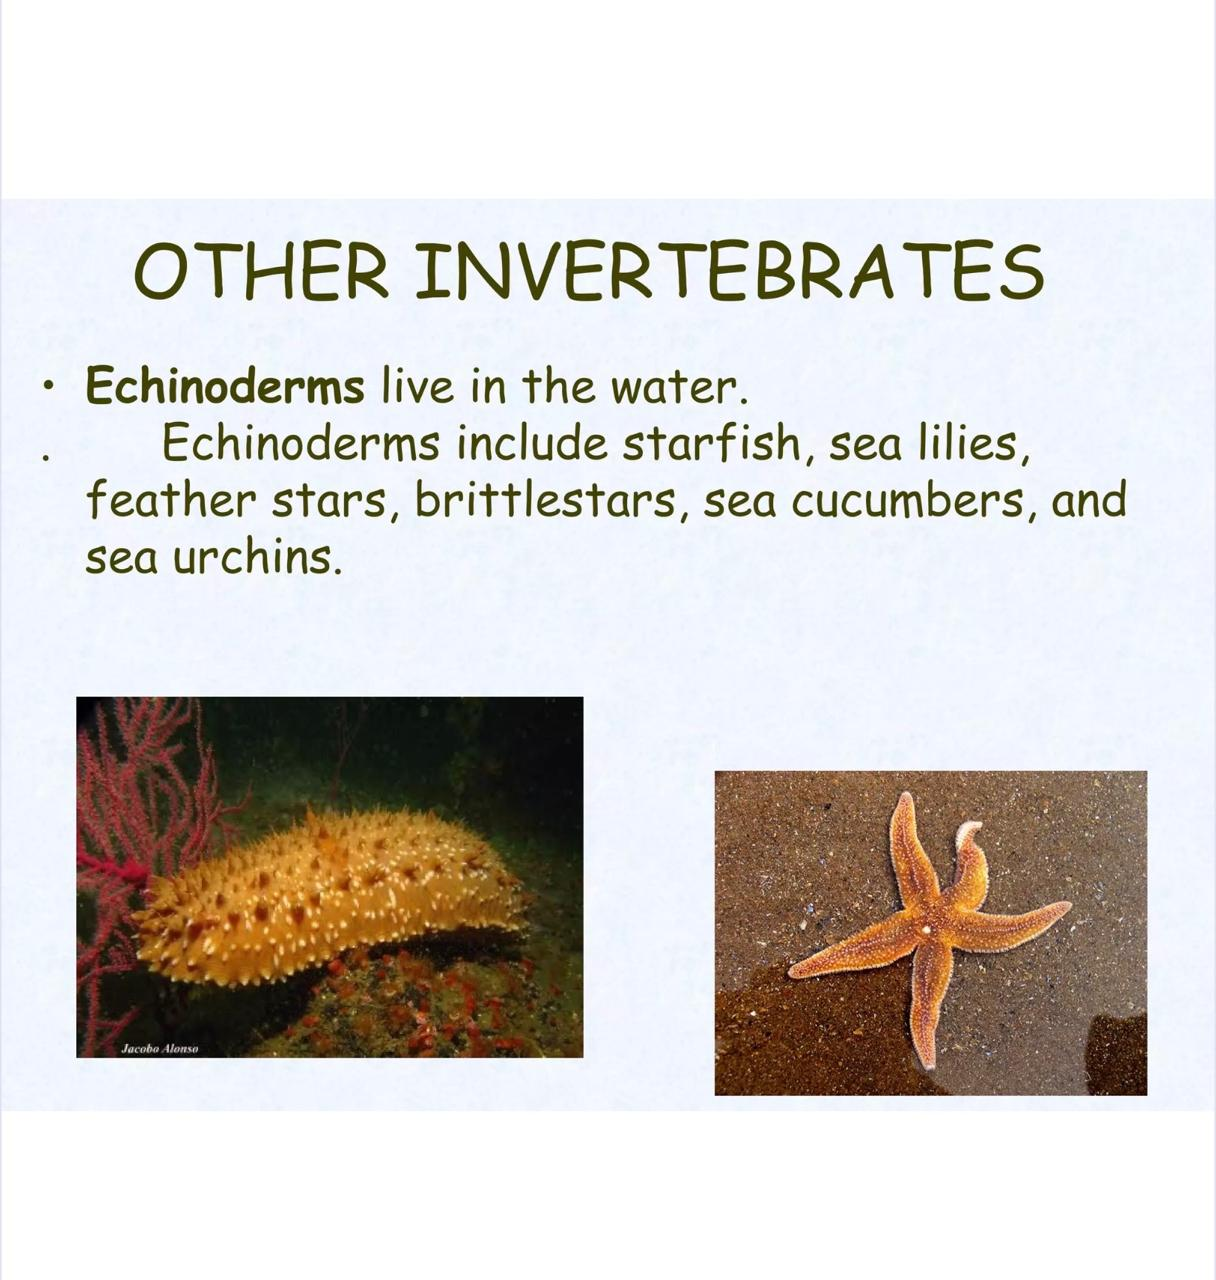 OTHER INVERTEBRATES
• Echinoderms live in the water.
. Echinoderms include starfish, sea lilies,
feather stars, brittlestars, sea cucumbers, and
sea urchins.
Jacobo Alonso